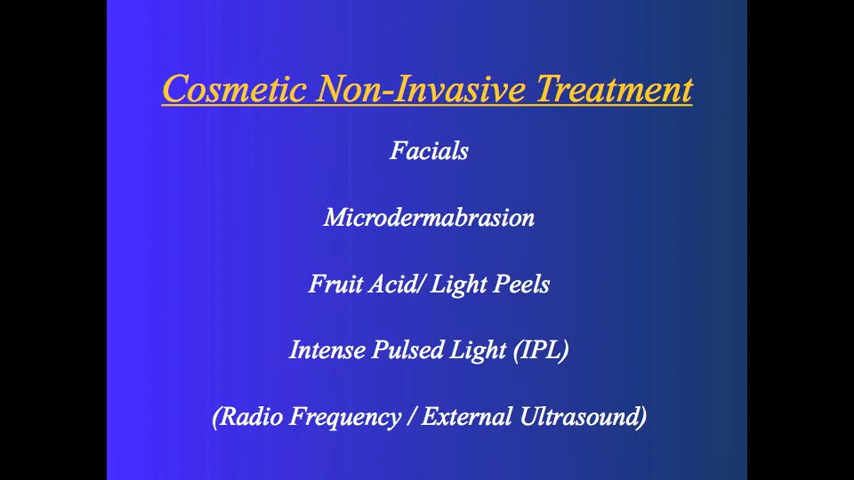 Cosmetic Non-Invasive Treatment
Facials
Microdermabrasion
Fruit Acid/ Light Peels
Intense Pulsed Light (IPL)
(Radio Frequency / External Ultrasound)